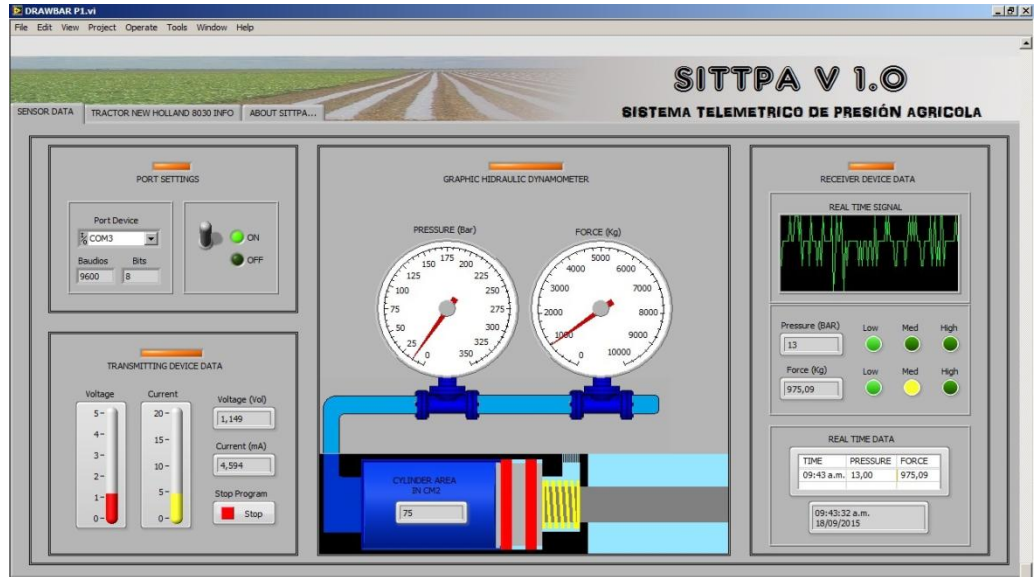 DRAWBAR P1.vi
File Edit View Project Operate Tools Window Help
SITTPA V 1.0
SISTEMA TELEMETRICO DE PRESIÓN AGRICOLA
SENSOR DATA
TRACTOR NEW HOLLAND 8030 INFO
ABOUT SITTPA...
PORT SETTINGS
Port Device
COM3
Baudios Bits
9600 8
ON
OFF
TRANSMITTING DEVICE DATA
Voltage Current
5- 20-
4- 15-
3- 10-
2- 5-
1- 0-
0-
Voltage (Vol)
1,149
Current (mA)
4,594
Stop Program
Stop
GRAPHIC HIDRAULIC DYNAMOMETER
PRESSURE (Bar)
0 25 50 75 100 125 150 175 200 225 250 275 300 325 350
FORCE (Kg)
0 1000 2000 3000 4000 5000 6000 7000 8000 9000 10000
CYLINDER AREA
IN CM2
75
RECEIVER DEVICE DATA
REAL TIME SIGNAL
Pressure (BAR) Low Med High
13
Force (Kg) Low Med High
975,09
REAL TIME DATA
TIME PRESSURE FORCE
09:43 a.m. 13,00 975,09
09:43:32 a.m.
18/09/2015